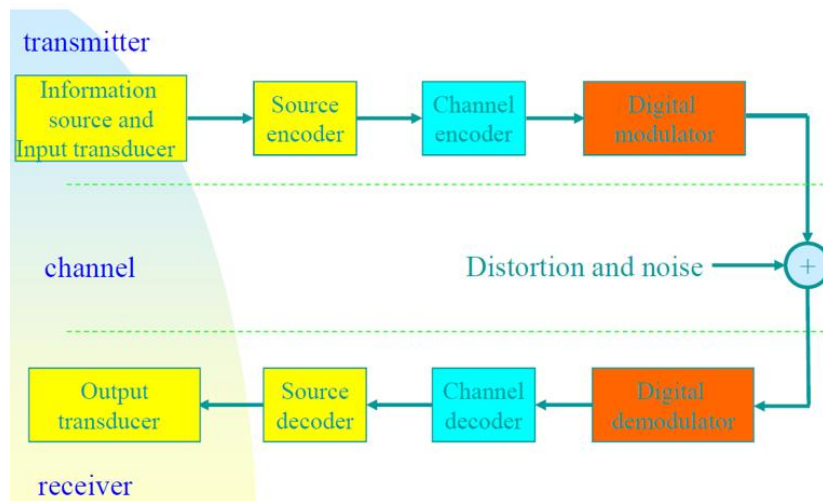 transmitter
Information
source and
Input transducer
Source
encoder
Channel
encoder
Digital
modulator
channel
Distortion and noise
+
Output
transducer
Source
decoder
Channel
decoder
Digital
demodulator
receiver